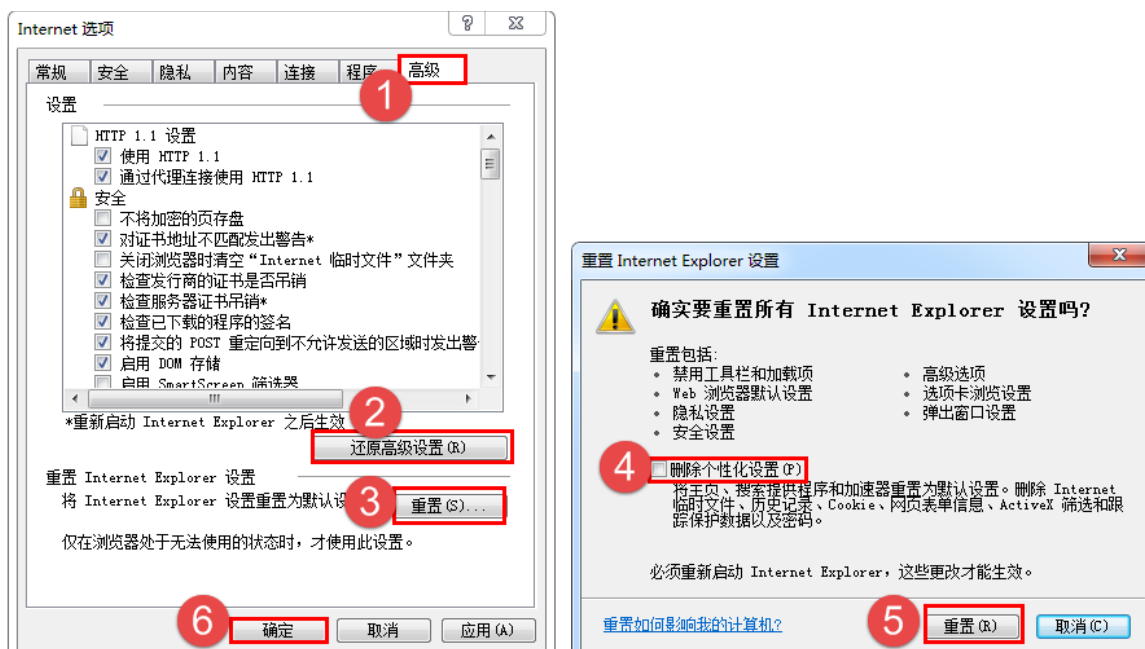 Internet 选项
常规 安全 隐私 内容 连接 程序 高级
1
设置
HTTP 1.1 设置
使用 HTTP 1.1
通过代理连接使用 HTTP 1.1
安全
不将加密的页存盘
对证书地址不匹配发出警告*
关闭浏览器时清空“Internet 临时文件”文件夹
检查发行商的证书是否吊销
检查服务器证书吊销*
检查已下载的程序的签名
将提交的 POST 重定向到不允许发送的区域时发出警
启用 DOM 存储
启用 SmartScreen 筛选器
*重新启动 Internet Explorer 之后生效
2
还原高级设置(R)
重置 Internet Explorer 设置
将 Internet Explorer 设置重置为默认设
3
重置(S)...
仅在浏览器处于无法使用的状态时，才使用此设置。
6
确定 取消 应用(A)
重置 Internet Explorer 设置
确实要重置所有 Internet Explorer 设置吗?
重置包括:
• 禁用工具栏和加载项
• Web 浏览器默认设置
• 隐私设置
• 安全设置
• 高级选项
• 选项卡浏览设置
• 弹出窗口设置
4
删除个性化设置(P)
将主页、搜索提供程序和加速器重置为默认设置。删除 Internet
临时文件、历史记录、Cookie、网页表单信息、ActiveX 筛选和跟
踪保护数据以及密码。
必须重新启动 Internet Explorer，这些更改才能生效。
重置如何影响我的计算机?
5
重置(R) 取消(C)